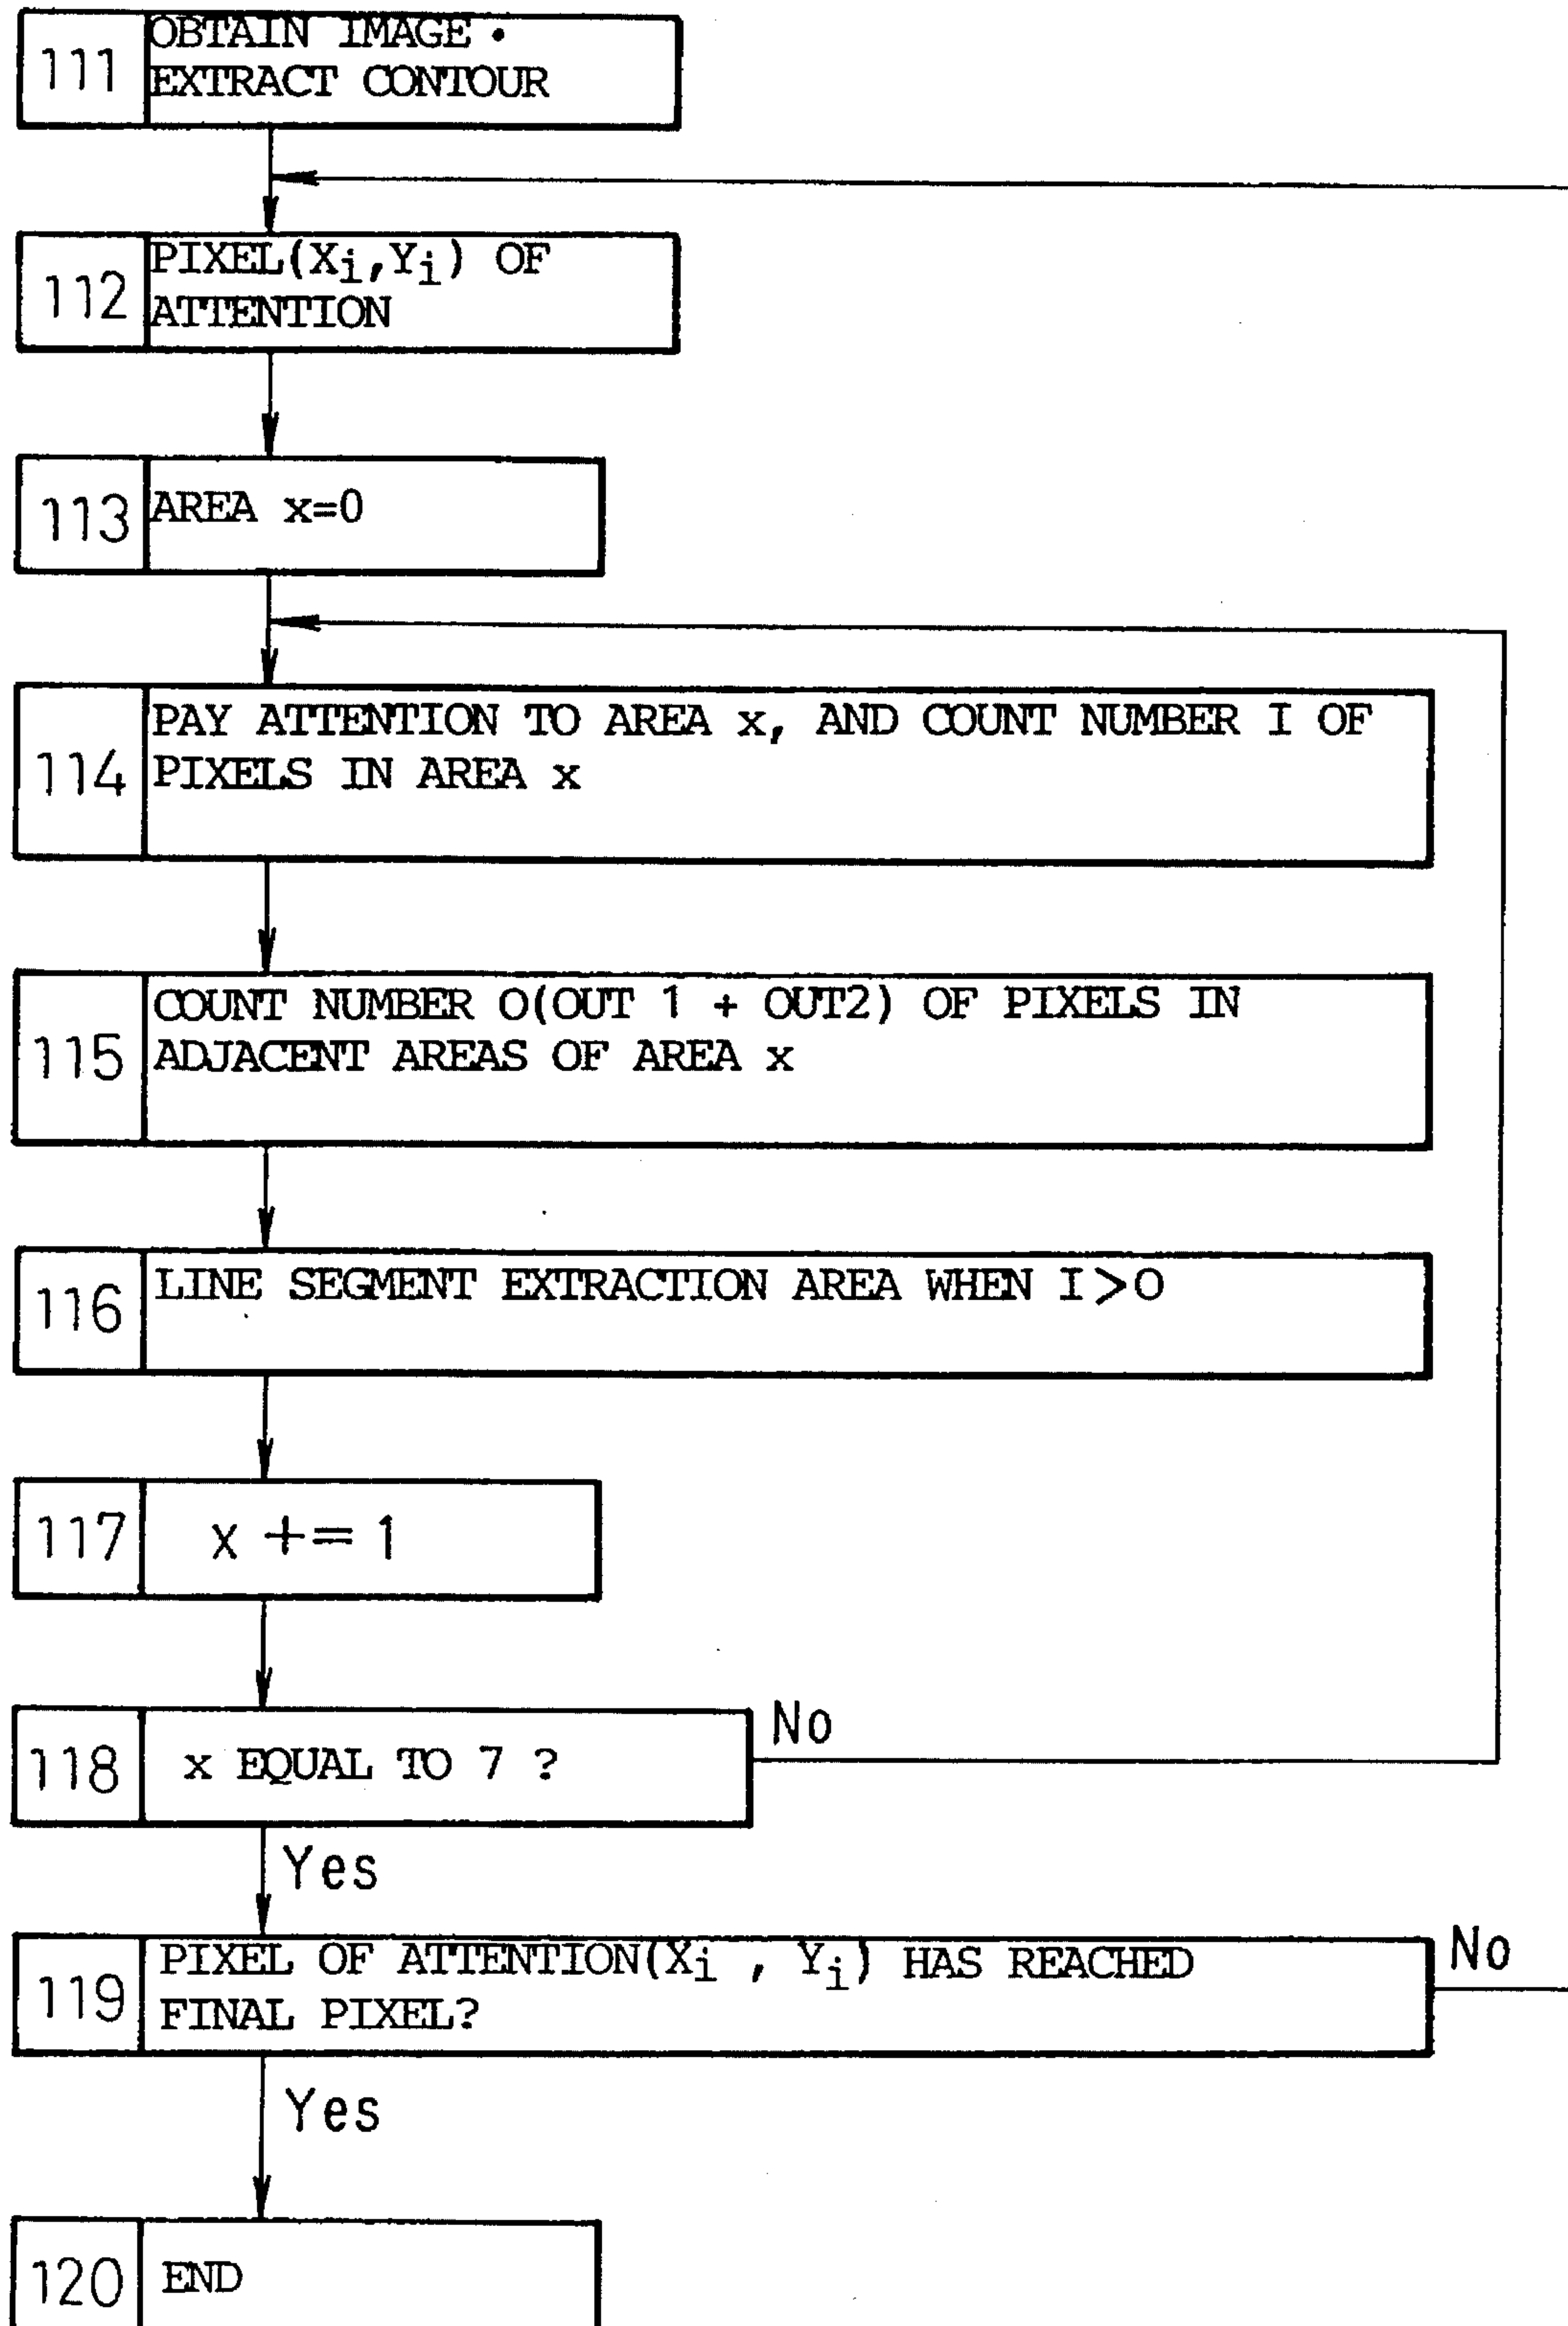 111 OBTAIN IMAGE •
EXTRACT CONTOUR
112 PIXEL(Xi,Yi) OF
ATTENTION
113 AREA x=0
114 PAY ATTENTION TO AREA x, AND COUNT NUMBER I OF
PIXELS IN AREA x
115 COUNT NUMBER O(OUT 1 + OUT2) OF PIXELS IN
ADJACENT AREAS OF AREA x
116 LINE SEGMENT EXTRACTION AREA WHEN I>O
117 x += 1
118 x EQUAL TO 7 ?
No
Yes
119 PIXEL OF ATTENTION(Xi , Yi) HAS REACHED
FINAL PIXEL?
No
Yes
120 END